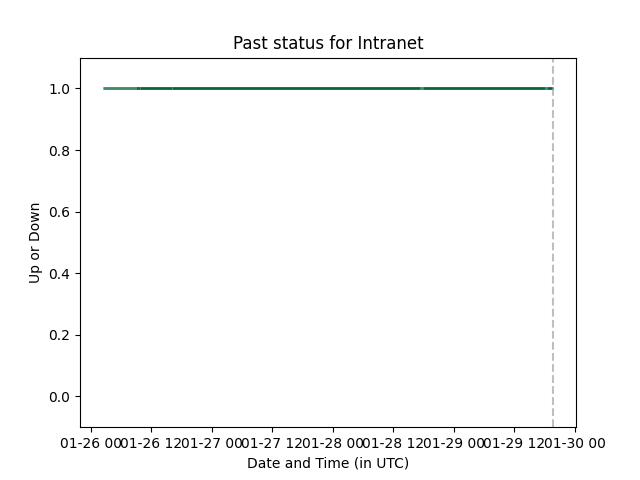 Past status for Intranet
1.0
0.8
0.6
0.4
0.2
0.0
Up or Down
01-26 00 01-26 12 01-27 00 01-27 12 01-28 00 01-28 12 01-29 00 01-29 12 01-30 00
Date and Time (in UTC)